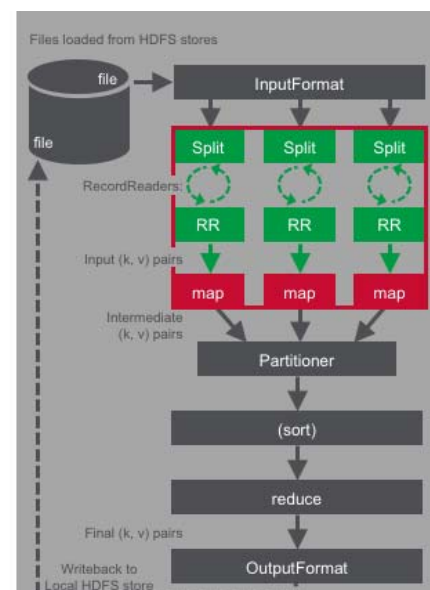 Files loaded from HDFS stores
file
InputFormat
file
Split Split Split
RecordReaders:
RR RR RR
Input (k, v) pairs
map map map
Intermediate
(k, v) pairs
Partitioner
(sort)
reduce
Final (k, v) pairs
Writeback to
Local HDFS store
OutputFormat